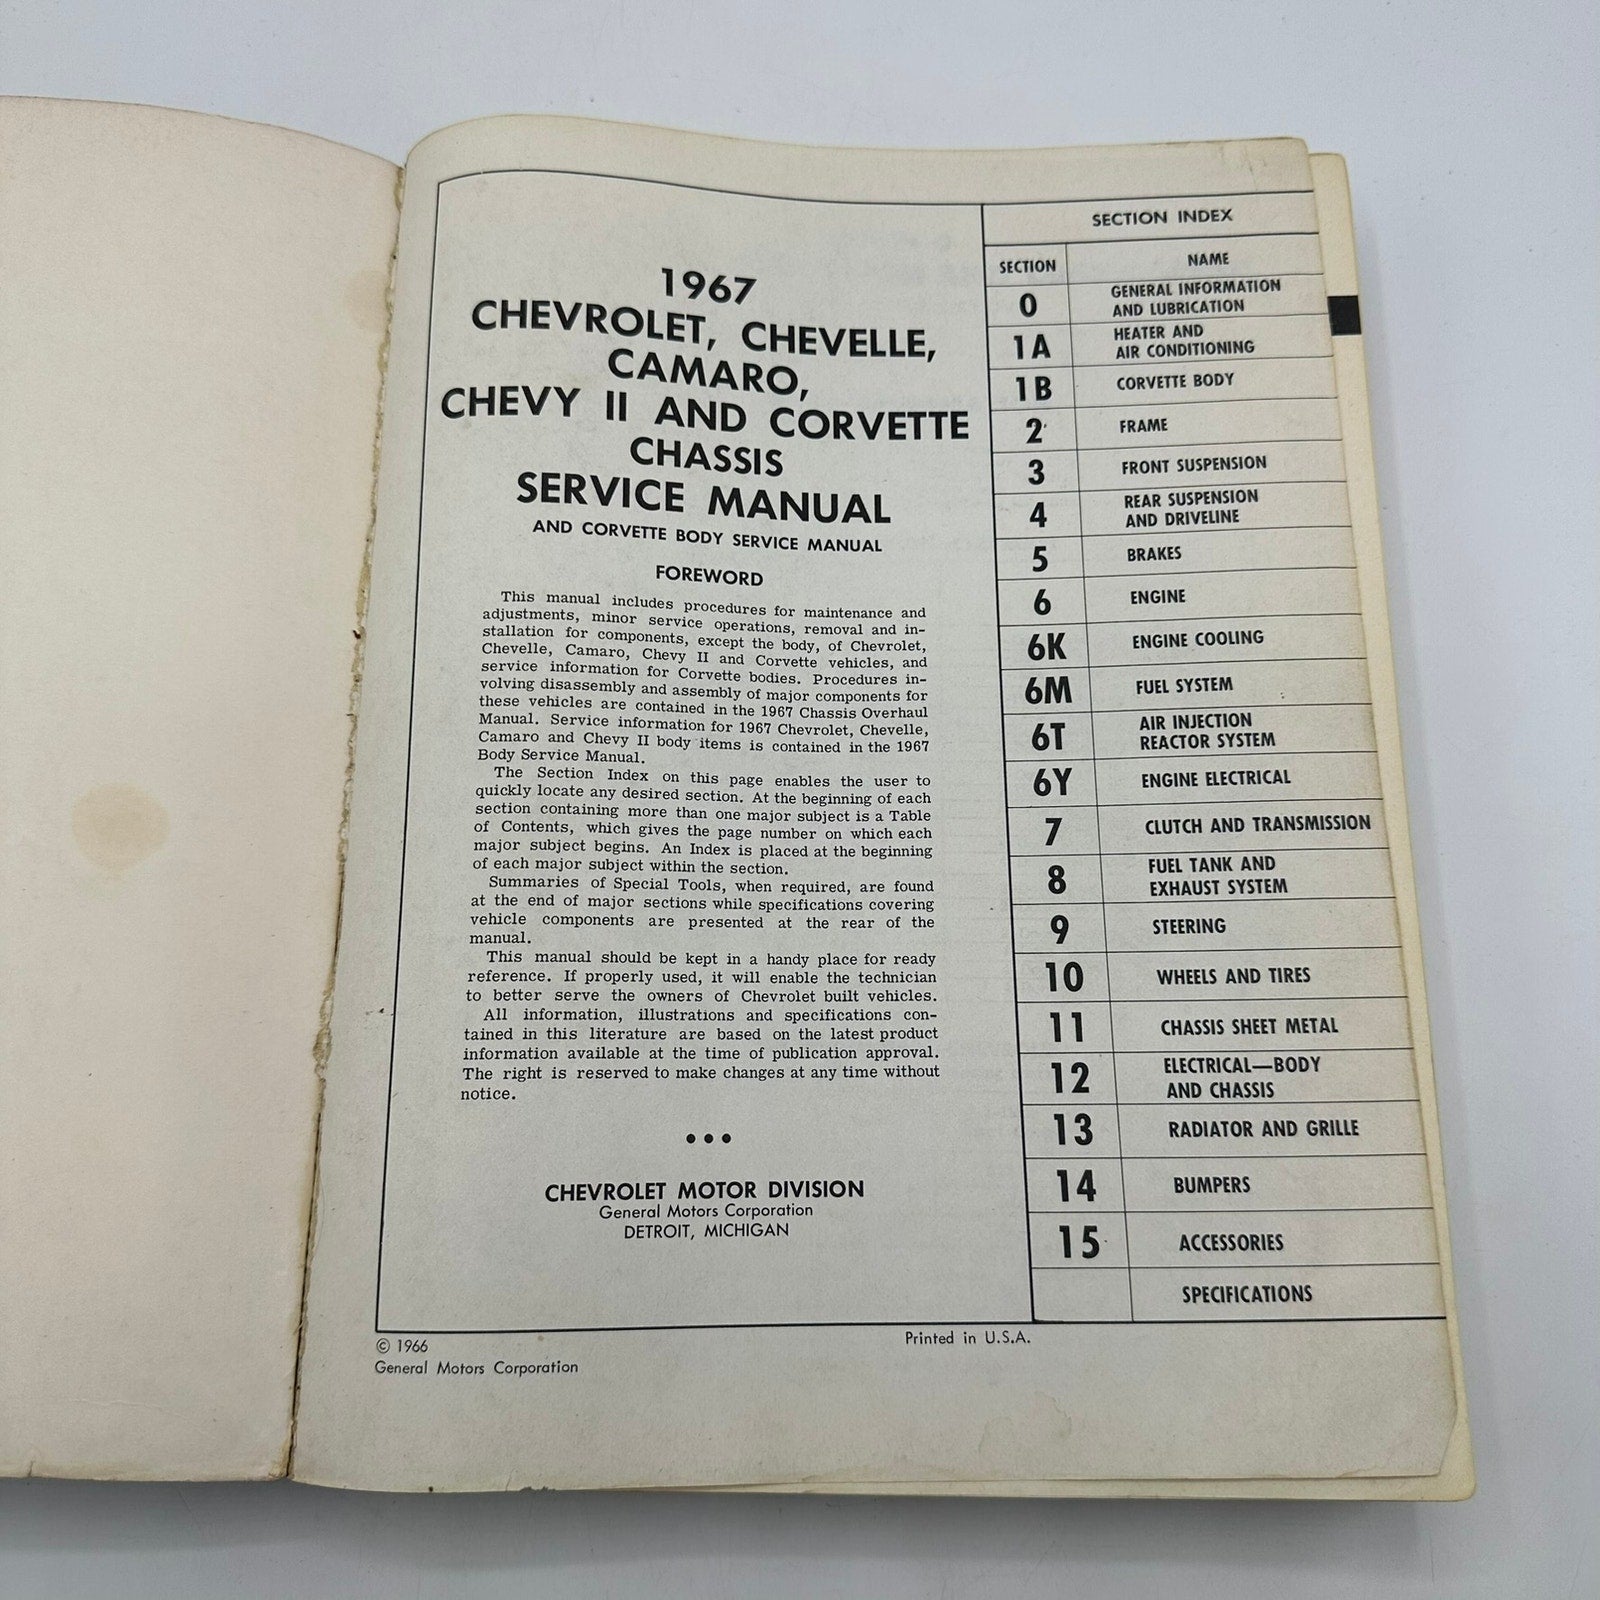 1967
CHEVROLET, CHEVELLE,
CAMARO,
CHEVY II AND CORVETTE
CHASSIS
SERVICE MANUAL
AND CORVETTE BODY SERVICE MANUAL
FOREWORD
This manual includes procedures for maintenance and
adjustments, minor service operations, removal and in-
stallation for components, except the body, of Chevrolet,
Chevelle, Camaro, Chevy II and Corvette vehicles, and
service information for Corvette bodies. Procedures in-
volving disassembly and assembly of major components for
these vehicles are contained in the 1967 Chassis Overhaul
Manual. Service information for 1967 Chevrolet, Chevelle,
Camaro and Chevy II body items is contained in the 1967
Body Service Manual.
The Section Index on this page enables the user to
quickly locate any desired section. At the beginning of each
section containing more than one major subject is a Table
of Contents, which gives the page number on which each
major subject begins. An Index is placed at the beginning
of each major subject within the section.
Summaries of Special Tools, when required, are found
at the end of major sections while specifications covering
vehicle components are presented at the rear of the
manual.
This manual should be kept in a handy place for ready
reference. If properly used, it will enable the technician
to better serve the owners of Chevrolet built vehicles.
All information, illustrations and specifications con-
tained in this literature are based on the latest product
information available at the time of publication approval.
The right is reserved to make changes at any time without
notice.
•••
CHEVROLET MOTOR DIVISION
General Motors Corporation
DETROIT, MICHIGAN
SECTION INDEX
SECTION NAME
0 GENERAL INFORMATION
AND LUBRICATION
1A HEATER AND
AIR CONDITIONING
1B CORVETTE BODY
2 FRAME
3 FRONT SUSPENSION
4 REAR SUSPENSION
AND DRIVELINE
5 BRAKES
6 ENGINE
6K ENGINE COOLING
6M FUEL SYSTEM
6T AIR INJECTION
REACTOR SYSTEM
6Y ENGINE ELECTRICAL
7 CLUTCH AND TRANSMISSION
8 FUEL TANK AND
EXHAUST SYSTEM
9 STEERING
10 WHEELS AND TIRES
11 CHASSIS SHEET METAL
12 ELECTRICAL—BODY
AND CHASSIS
13 RADIATOR AND GRILLE
14 BUMPERS
15 ACCESSORIES
SPECIFICATIONS
© 1966
General Motors Corporation
Printed in U.S.A.